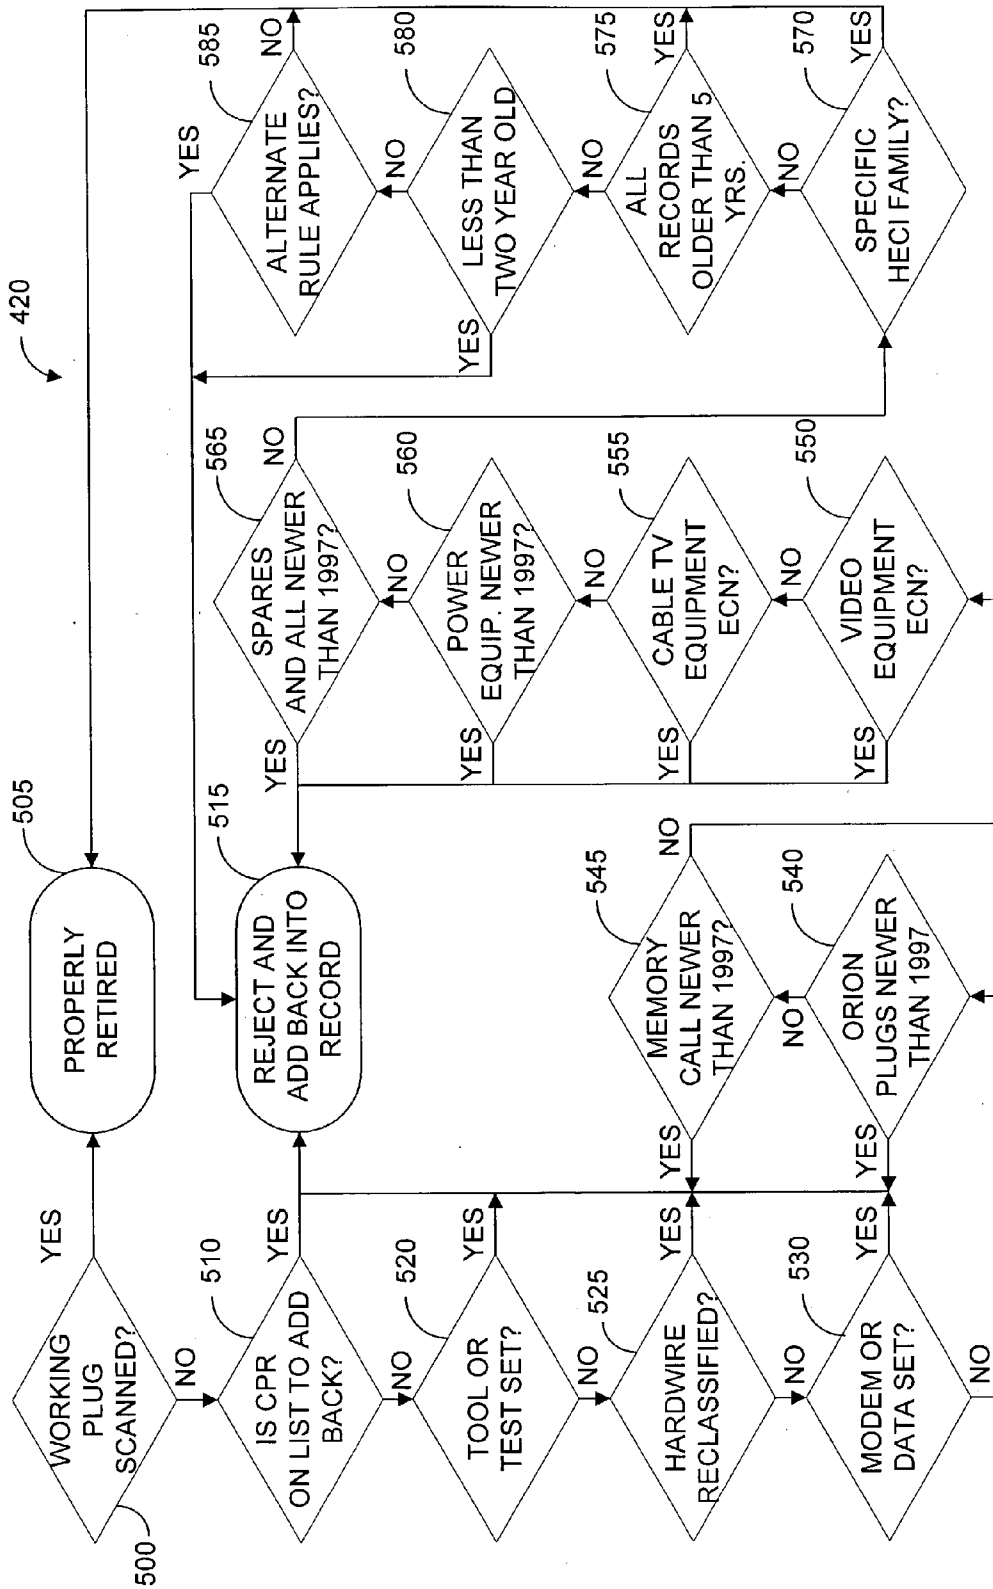 420
WORKING
PLUG
SCANNED?
500
YES
NO
PROPERLY
RETIRED
505
IS CPR
ON LIST TO ADD
BACK?
510
YES
NO
REJECT AND
ADD BACK INTO
RECORD
515
TOOL OR
TEST SET?
520
YES
NO
HARDWIRE
RECLASSIFIED?
525
YES
NO
MODEM OR
DATA SET?
530
YES
NO
ORION
PLUGS NEWER
THAN 1997
540
YES
NO
MEMORY
CALL NEWER
THAN 1997?
545
YES
NO
VIDEO
EQUIPMENT
ECN?
550
YES
NO
CABLE TV
EQUIPMENT
ECN?
555
YES
NO
POWER
EQUIP. NEWER
THAN 1997?
560
YES
NO
SPARES
AND ALL NEWER
THAN 1997?
565
YES
NO
SPECIFIC
HECI FAMILY?
570
YES
NO
ALL
RECORDS
OLDER THAN 5
YRS.
575
YES
NO
LESS THAN
TWO YEAR OLD
580
YES
NO
ALTERNATE
RULE APPLIES?
585
YES
NO